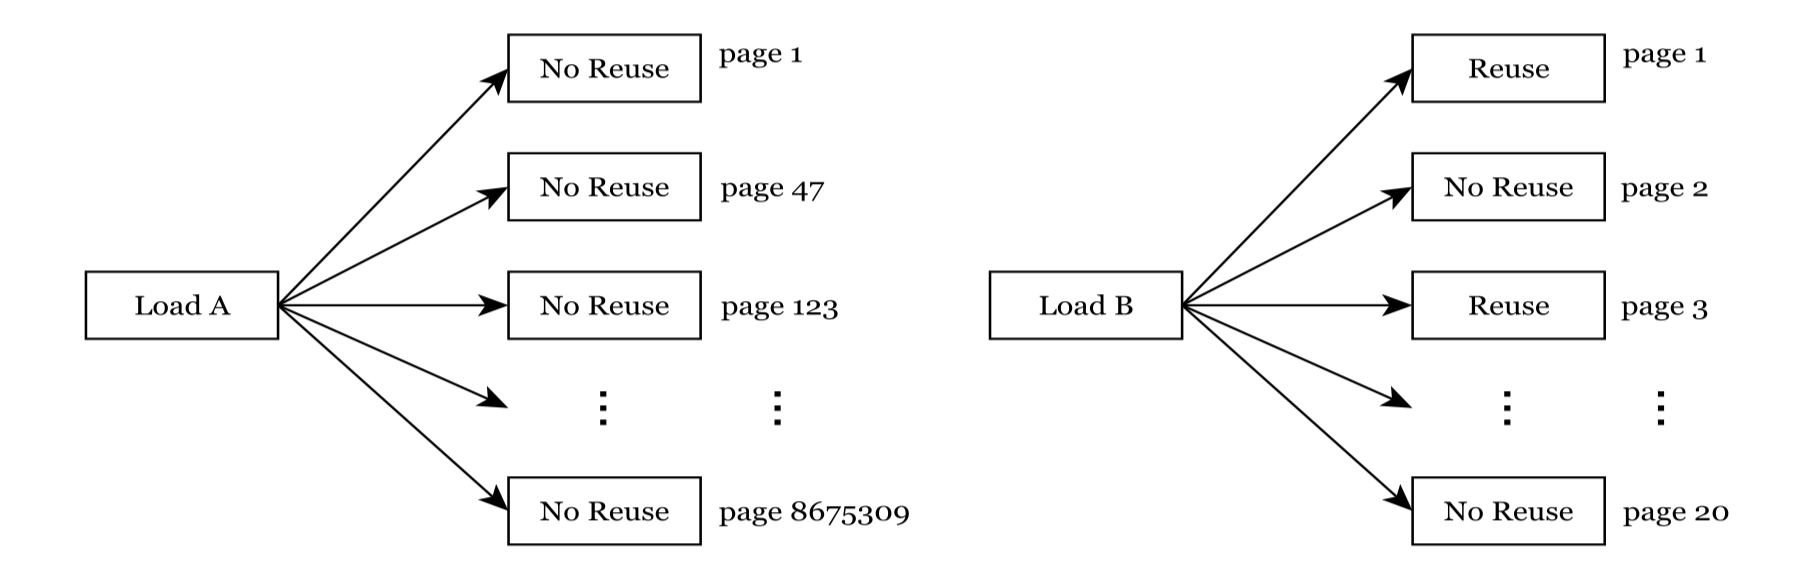 No Reuse page 1
No Reuse page 47
Load A No Reuse page 123
⋮ ⋮
No Reuse page 8675309
Reuse page 1
No Reuse page 2
Load B Reuse page 3
⋮ ⋮
No Reuse page 20